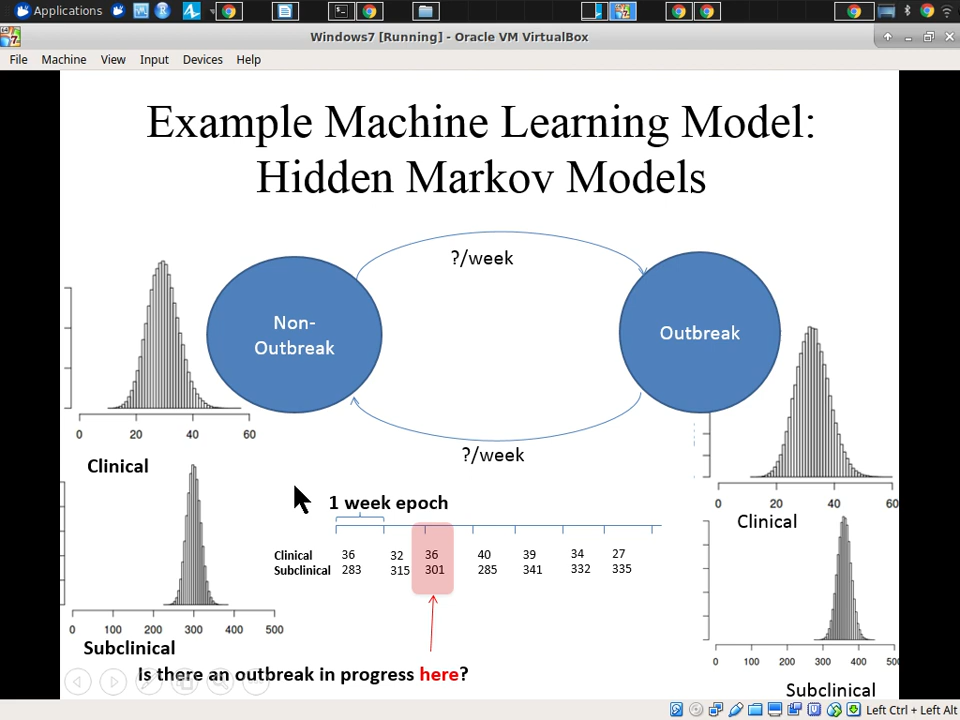 Applications
Windows7 [Running] - Oracle VM VirtualBox
File Machine View Input Devices Help
Example Machine Learning Model:
Hidden Markov Models
?/week
Non-
Outbreak
Outbreak
?/week
0 20 40 60
Clinical
0 20 40 60
Clinical
1 week epoch
Clinical 36 32 36 40 39 34 27
Subclinical 283 315 301 285 341 332 335
0 100 200 300 400 500
Subclinical
0 100 200 300 400 500
Subclinical
Is there an outbreak in progress here?
Left Ctrl + Left Alt